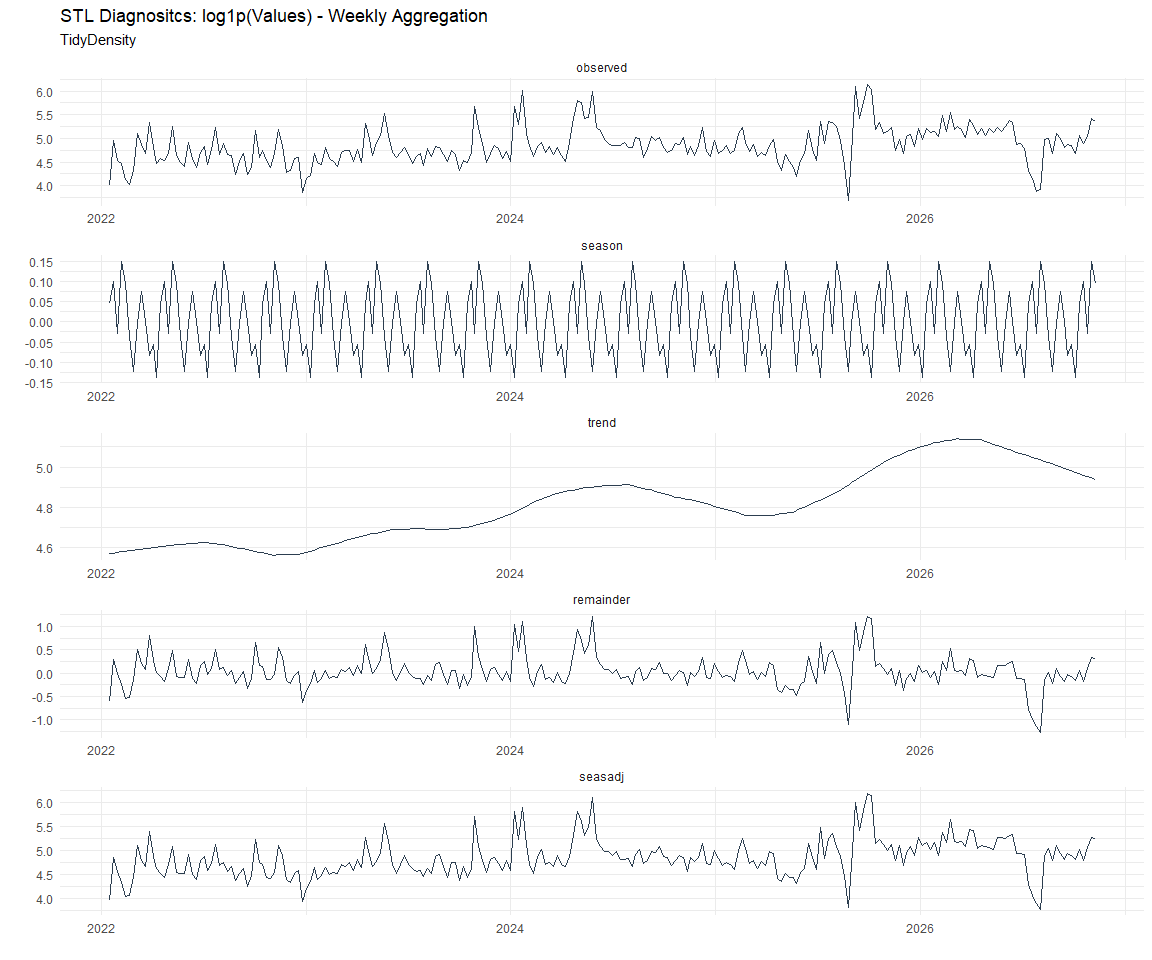 STL Diagnositcs: log1p(Values) - Weekly Aggregation
TidyDensity
observed
6.0
5.5
5.0
4.5
4.0
2022 2024 2026
season
0.15
0.10
0.05
0.00
-0.05
-0.10
-0.15
2022 2024 2026
trend
5.0
4.8
4.6
2022 2024 2026
remainder
1.0
0.5
0.0
-0.5
-1.0
2022 2024 2026
seasadj
6.0
5.5
5.0
4.5
4.0
2022 2024 2026